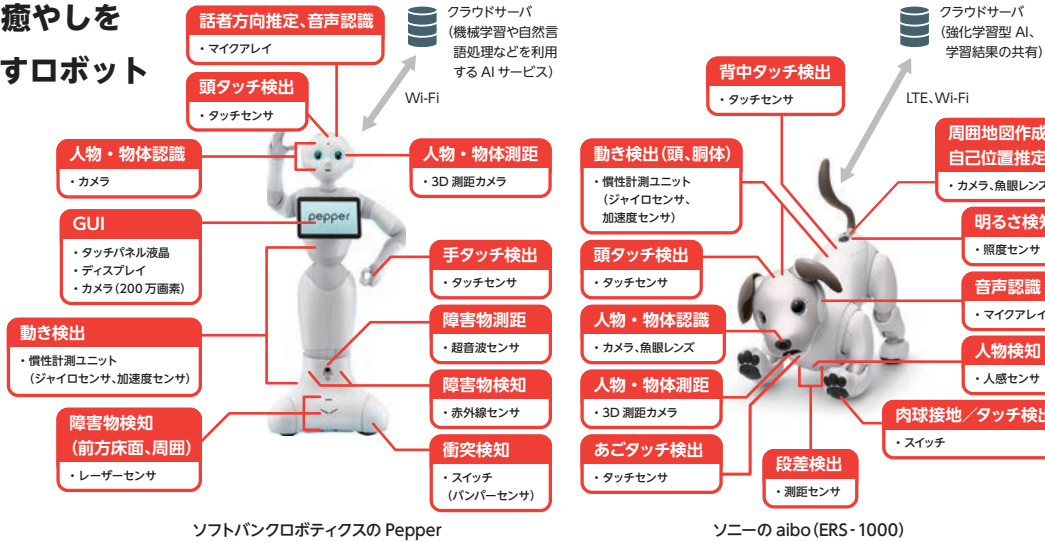 癒やしを
すロボット
話者方向推定、音声認識
・マイクアレイ
頭タッチ検出
・タッチセンサ
人物・物体認識
・カメラ
GUI
・タッチパネル液晶
・ディスプレイ
・カメラ(200 万画素)
動き検出
・慣性計測ユニット
(ジャイロセンサ、加速度センサ)
障害物検知
(前方床面、周囲)
・レーザーセンサ
クラウドサーバ
(機械学習や自然言
語処理などを利用
する AI サービス)
Wi-Fi
pepper
人物・物体測距
・3D 測距カメラ
手タッチ検出
・タッチセンサ
障害物測距
・超音波センサ
障害物検知
・赤外線センサ
衝突検知
・スイッチ
(バンパーセンサ)
ソフトバンクロボティクスの Pepper
背中タッチ検出
・タッチセンサ
動き検出(頭、胴体)
・慣性計測ユニット
(ジャイロセンサ、
加速度センサ)
頭タッチ検出
・タッチセンサ
人物・物体認識
・カメラ、魚眼レンズ
人物・物体測距
・3D 測距カメラ
あごタッチ検出
・タッチセンサ
段差検出
・測距センサ
クラウドサーバ
(強化学習型 AI、
学習結果の共有)
LTE、Wi-Fi
周囲地図作成
自己位置推定
・カメラ、魚眼レンズ
明るさ検知
・照度センサ
音声認識
・マイクアレイ
人物検知
・人感センサ
肉球接地／タッチ検出
・スイッチ
ソニーの aibo(ERS-1000)